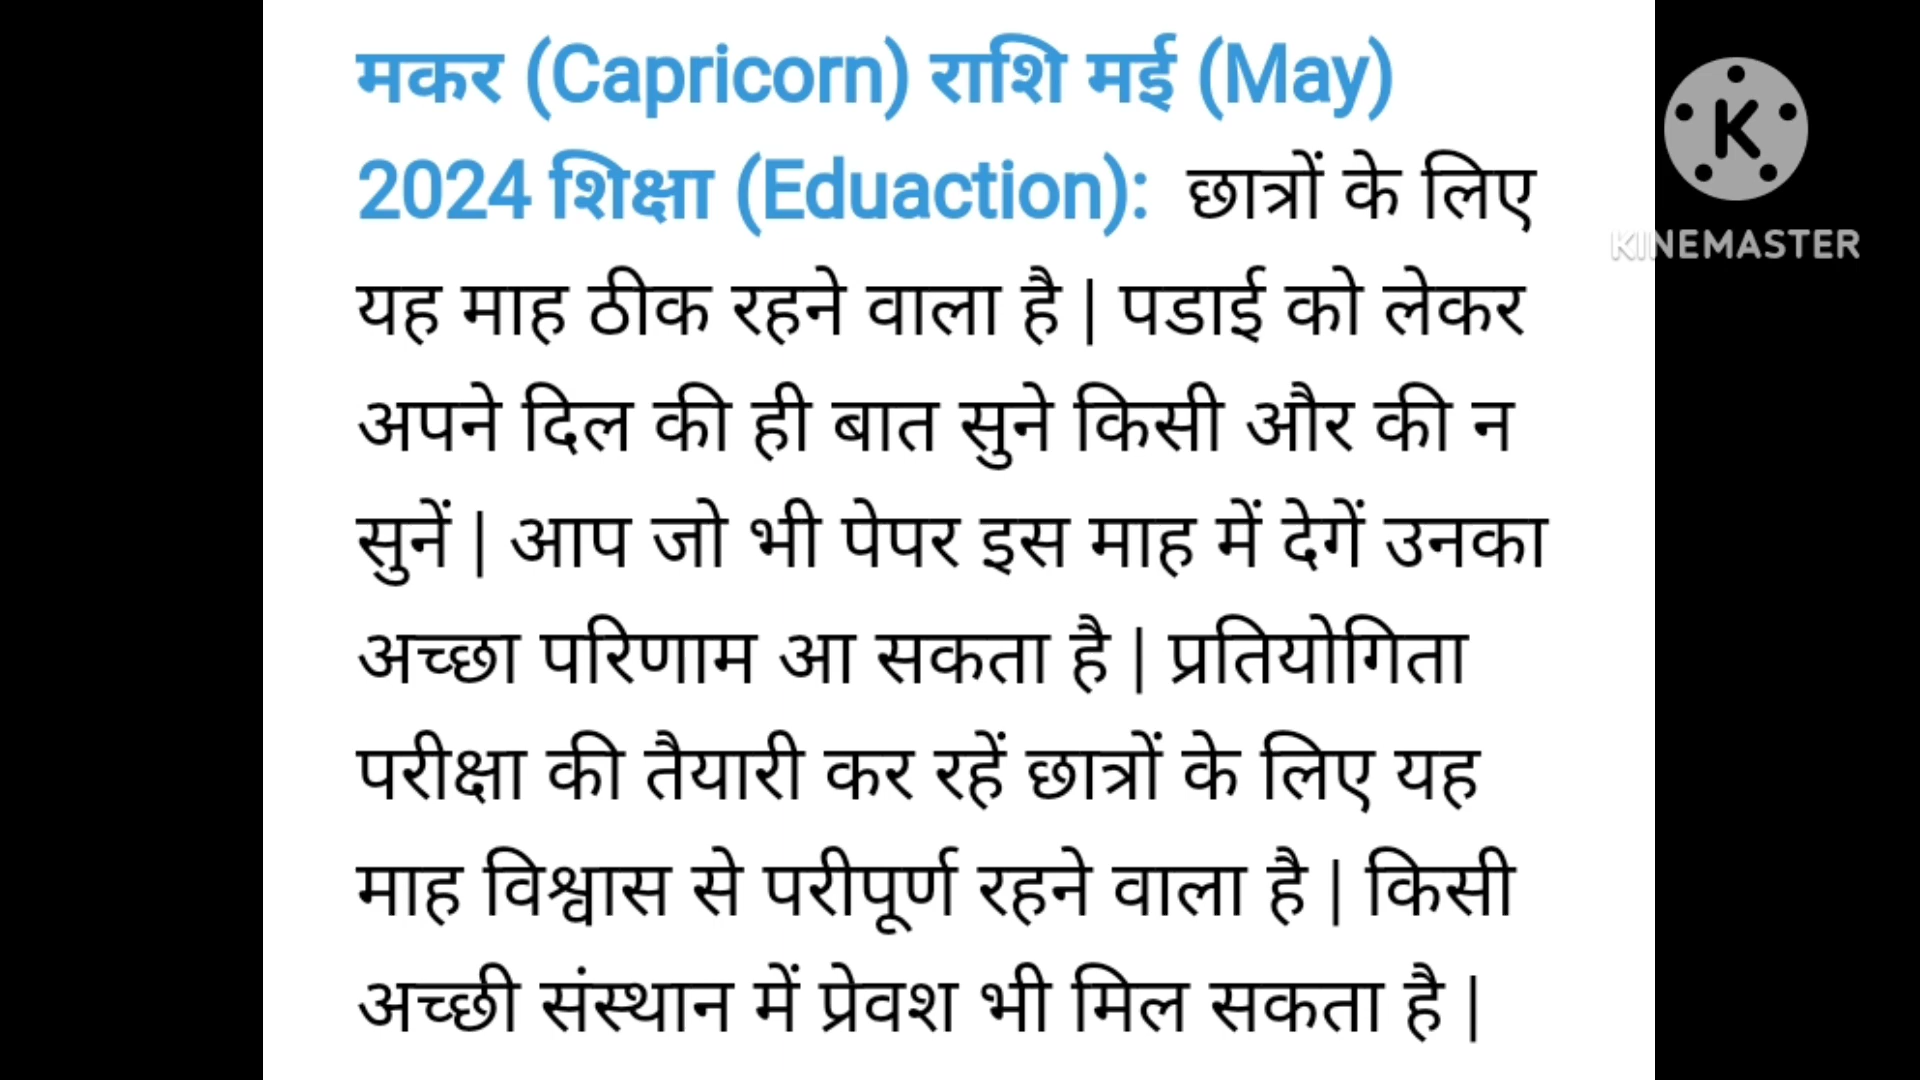 मकर (Capricorn) राशि मई (May)
2024 शिक्षा (Eduaction): छात्रों के लिए
यह माह ठीक रहने वाला है | पडाई को लेकर
अपने दिल की ही बात सुने किसी और की न
सुनें | आप जो भी पेपर इस माह में देगें उनका
अच्छा परिणाम आ सकता है | प्रतियोगिता
परीक्षा की तैयारी कर रहें छात्रों के लिए यह
माह विश्वास से परीपूर्ण रहने वाला है | किसी
अच्छी संस्थान में प्रेवश भी मिल सकता है |
K
KINEMASTER